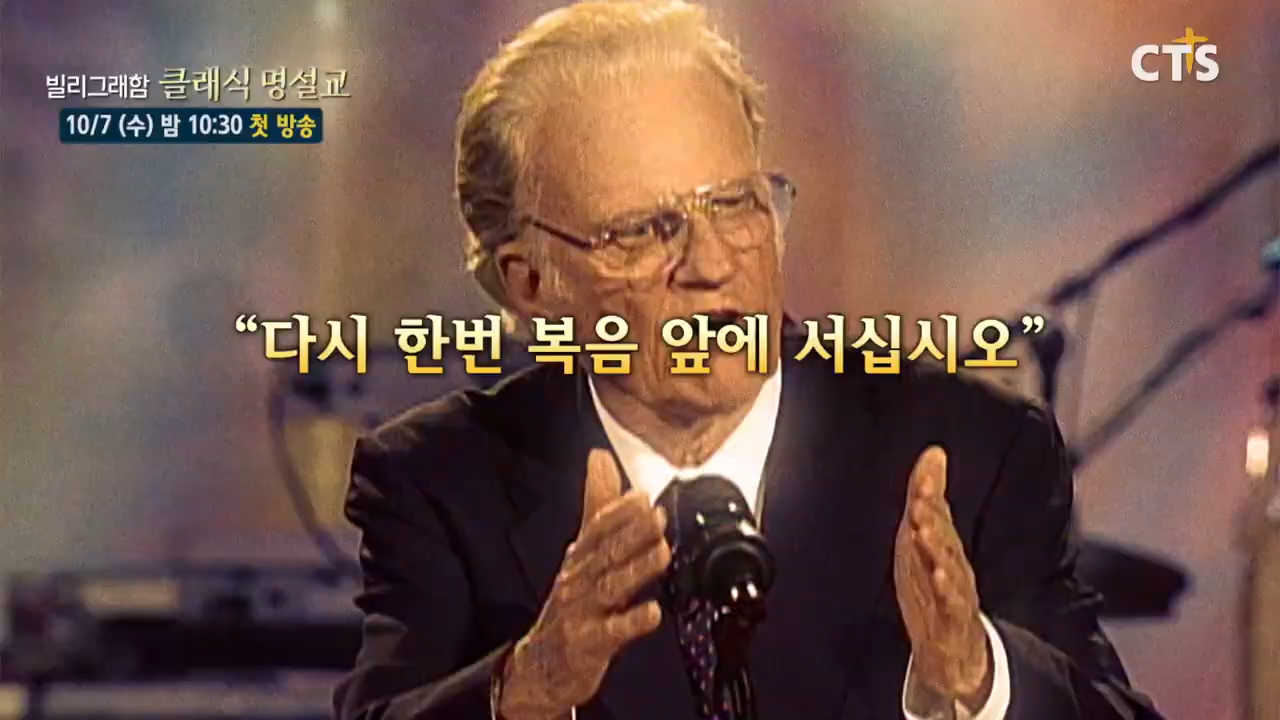 빌리그래함 클래식 명설교
10/7 (수) 밤 10:30 첫 방송
CTS
“다시 한번 복음 앞에 서십시오”